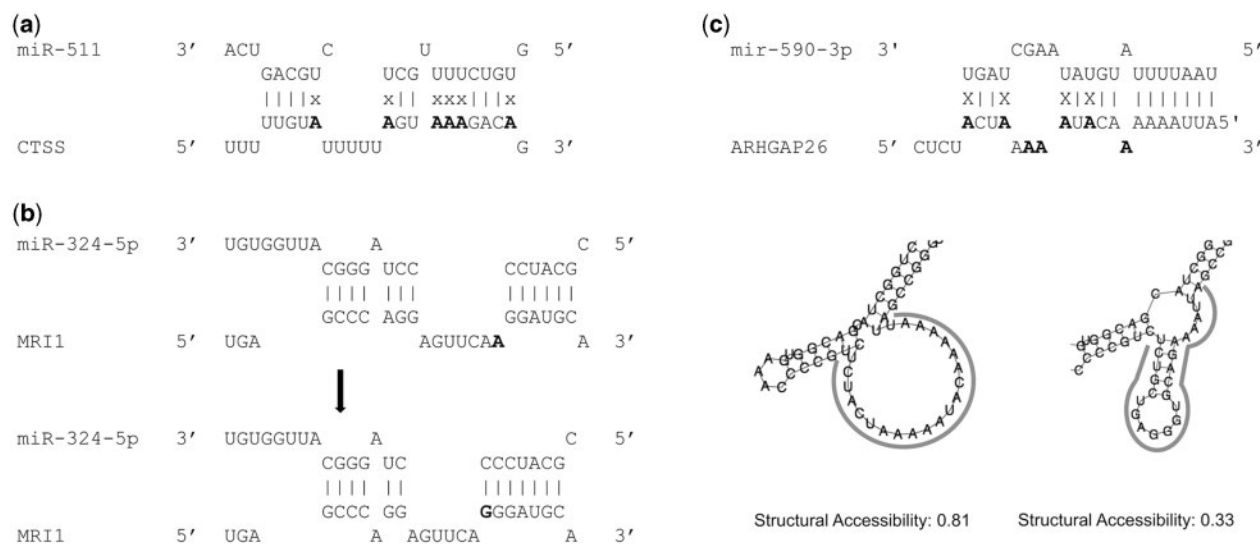 (a)
miR-511 3′ ACU C U G 5′
GACGU UCG UUUCUGU
||||x x|| xxx|||x
UUGUA AGU AAAGACA
CTSS 5′ UUU UUUUU G 3′
(b)
miR-324-5p 3′ UGUGGUUA A C 5′
CGGG UCC CCUACG
|||| ||| ||||||
GCCC AGG GGAUGC
MRI1 5′ UGA AGUUCAA A 3′
miR-324-5p 3′ UGUGGUUA A C 5′
CGGG UC CCCUACG
|||| || |||||||
GCCC GG GGGAUGC
MRI1 5′ UGA A AGUUCA A 3′
(c)
mir-590-3p 3' CGAA A 5′
UGAU UAUGU UUUUAAU
X||X X|X|| |||||||
ACUA AUACA AAAAUUA5'
ARHGAP26 5′ CUCU AAA A 3′
Structural Accessibility: 0.81
Structural Accessibility: 0.33